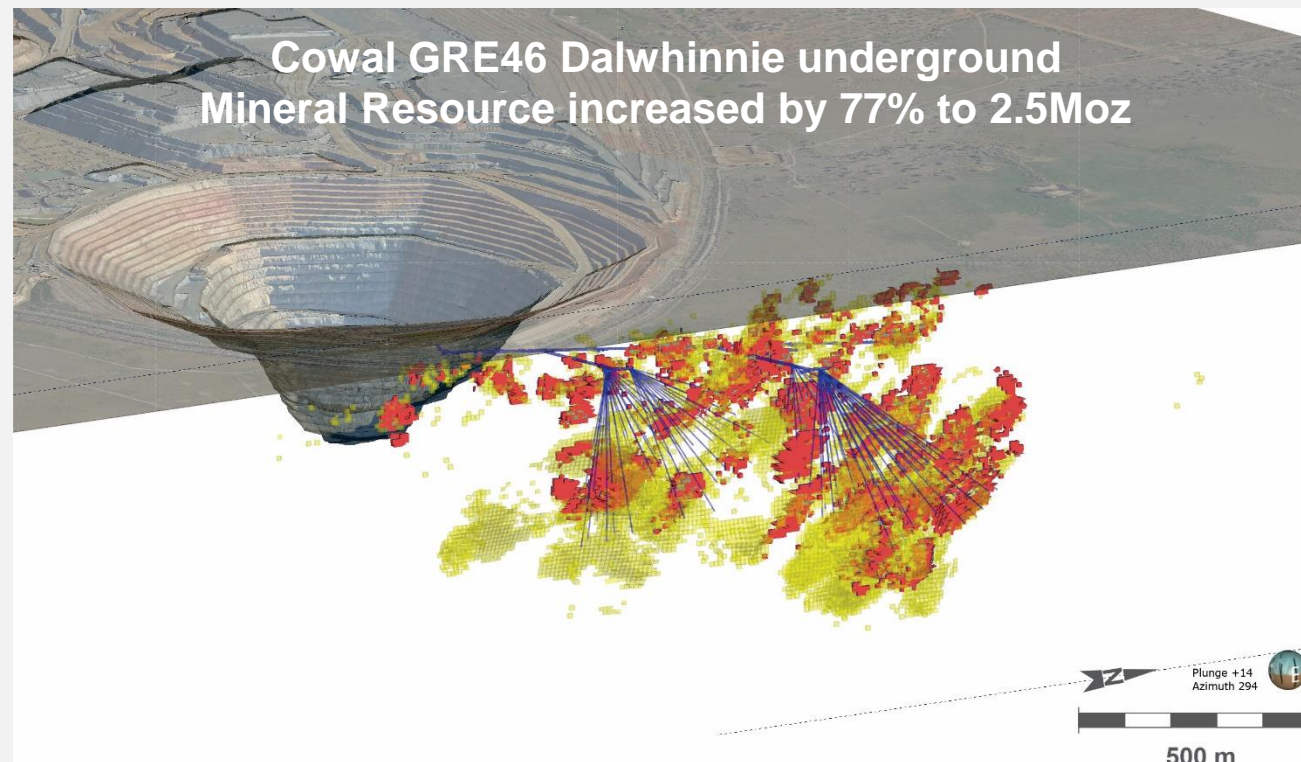 Cowal GRE46 Dalwhinnie underground
Mineral Resource increased by 77% to 2.5Moz
N
Plunge +14
Azimuth 294
E
500 m